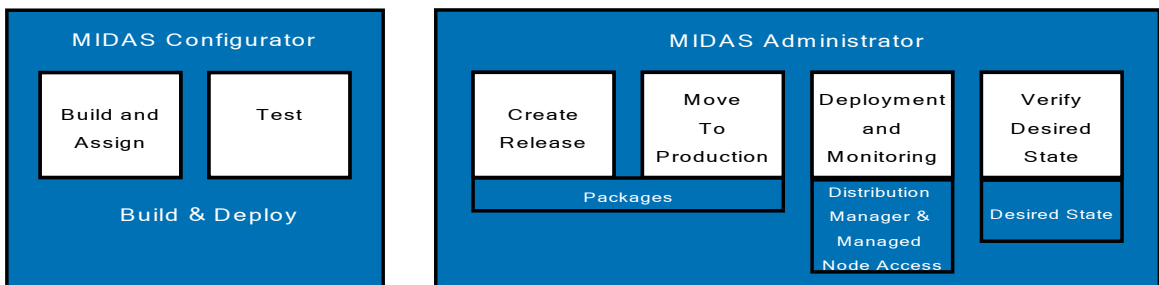 MIDAS Configurator
Build and
Assign
Test
Build & Deploy
MIDAS Administrator
Create
Release
Move
To
Production
Packages
Deployment
and
Monitoring
Distribution
Manager &
Managed
Node Access
Verify
Desired
State
Desired State